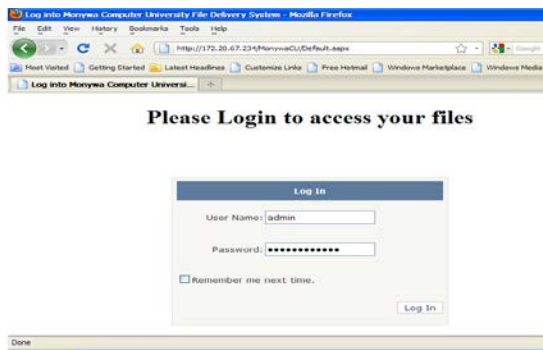 Log into Monywa Computer University File Delivery System - Mozilla Firefox
File Edit View History Bookmarks Tools Help
http://172.20.67.234/MonywaCU/Default.aspx
Google
Most Visited Getting Started Latest Headlines Customize Links Free Hotmail Windows Marketplace Windows Media
Log into Monywa Computer Universi...
Please Login to access your files
Log In
User Name: admin
Password: ••••••••••••
Remember me next time.
Log In
Done